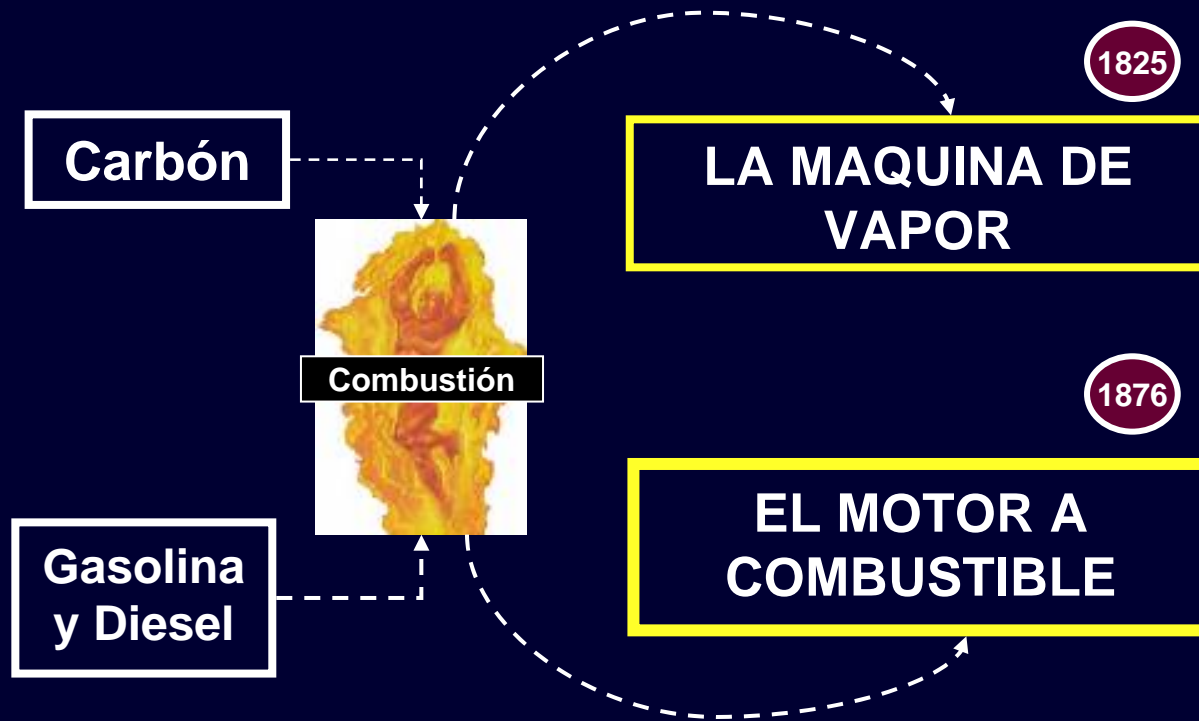 1825
Carbón
LA MAQUINA DE
VAPOR
Combustión
1876
Gasolina
y Diesel
EL MOTOR A
COMBUSTIBLE